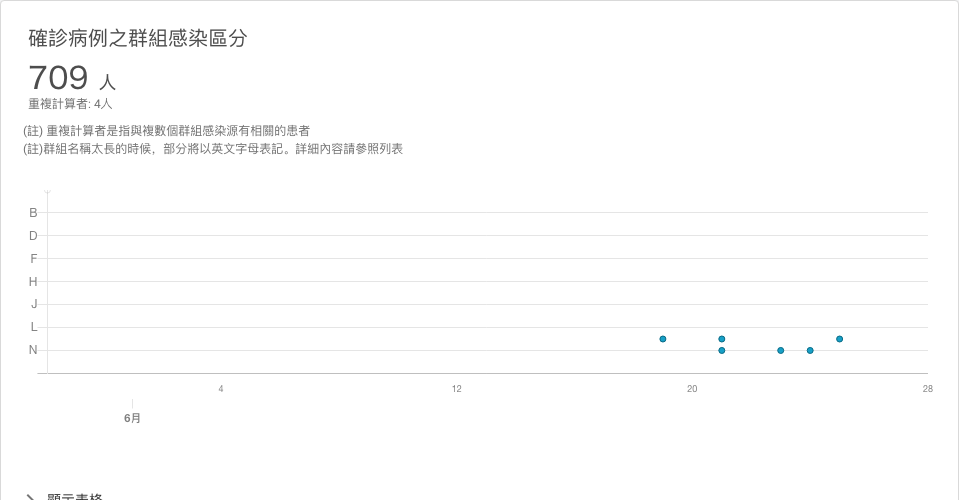 確診病例之群組感染區分
709 人
重複計算者: 4人
(註) 重複計算者是指與複數個群組感染源有相關的患者
(註)群組名稱太長的時候，部分將以英文字母表記。詳細內容請參照列表
B
D
F
H
J
L
N
4 12 20 28
6月
顯示表格